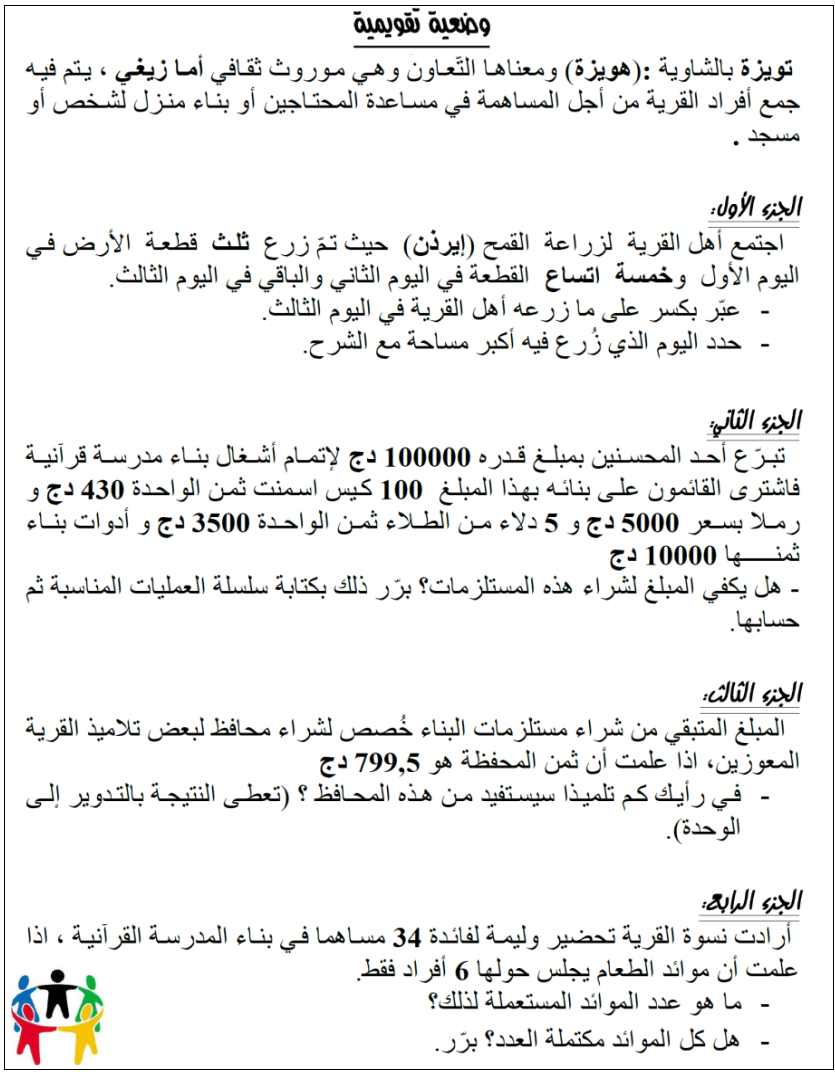 وضعية تقويمية
تويزة بالشاوية :(هويزة) ومعناها التّعاون وهي موروث ثقافي أمازيغي ، يتم فيه
جمع أفراد القرية من أجل المساهمة في مساعدة المحتاجين أو بناء منزل لشخص أو
مسجد .
الجزء الأول:
اجتمع أهل القرية لزراعة القمح (إيرذن) حيث تمّ زرع ثلث قطعة الأرض في
اليوم الأول وخمسة اتساع القطعة في اليوم الثاني والباقي في اليوم الثالث.
- عبّر بكسر على ما زرعه أهل القرية في اليوم الثالث.
- حدد اليوم الذي زُرع فيه أكبر مساحة مع الشرح.
الجزء الثاني:
تبرّع أحد المحسنين بمبلغ قدره 100000 دج لإتمام أشغال بناء مدرسة قرآنية
فاشترى القائمون على بنائه بهذا المبلغ 100 كيس اسمنت ثمن الواحدة 430 دج و
رملا بسعر 5000 دج و 5 دلاء من الطلاء ثمن الواحدة 3500 دج و أدوات بناء
ثمنها 10000 دج
- هل يكفي المبلغ لشراء هذه المستلزمات؟ برّر ذلك بكتابة سلسلة العمليات المناسبة ثم
حسابها.
الجزء الثالث:
المبلغ المتبقي من شراء مستلزمات البناء خُصص لشراء محافظ لبعض تلاميذ القرية
المعوزين، اذا علمت أن ثمن المحفظة هو 799,5 دج
- في رأيك كم تلميذا سيستفيد من هذه المحافظ ؟ (تعطى النتيجة بالتدوير إلى
الوحدة).
الجزء الرابع:
أرادت نسوة القرية تحضير وليمة لفائدة 34 مساهما في بناء المدرسة القرآنية ، اذا
علمت أن موائد الطعام يجلس حولها 6 أفراد فقط.
- ما هو عدد الموائد المستعملة لذلك؟
- هل كل الموائد مكتملة العدد؟ برّر.